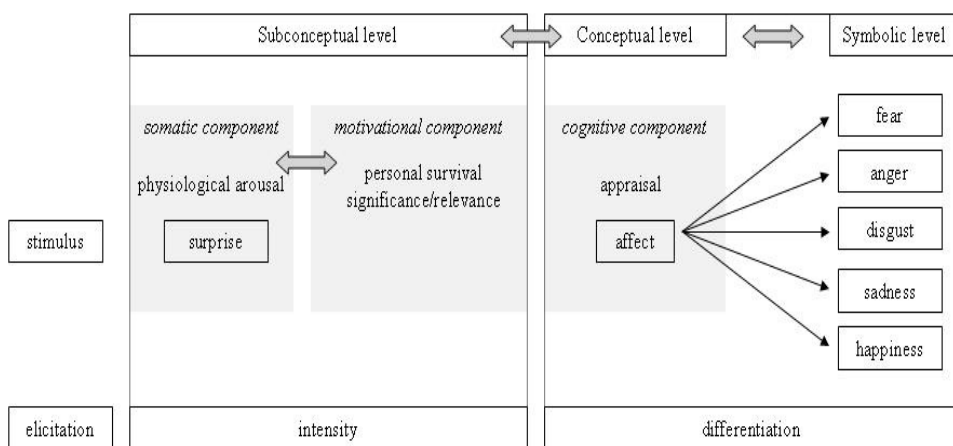 Subconceptual level
Conceptual level
Symbolic level
somatic component
motivational component
cognitive component
fear
physiological arousal
personal survival
significance/relevance
appraisal
anger
stimulus
surprise
affect
disgust
sadness
happiness
elicitation
intensity
differentiation